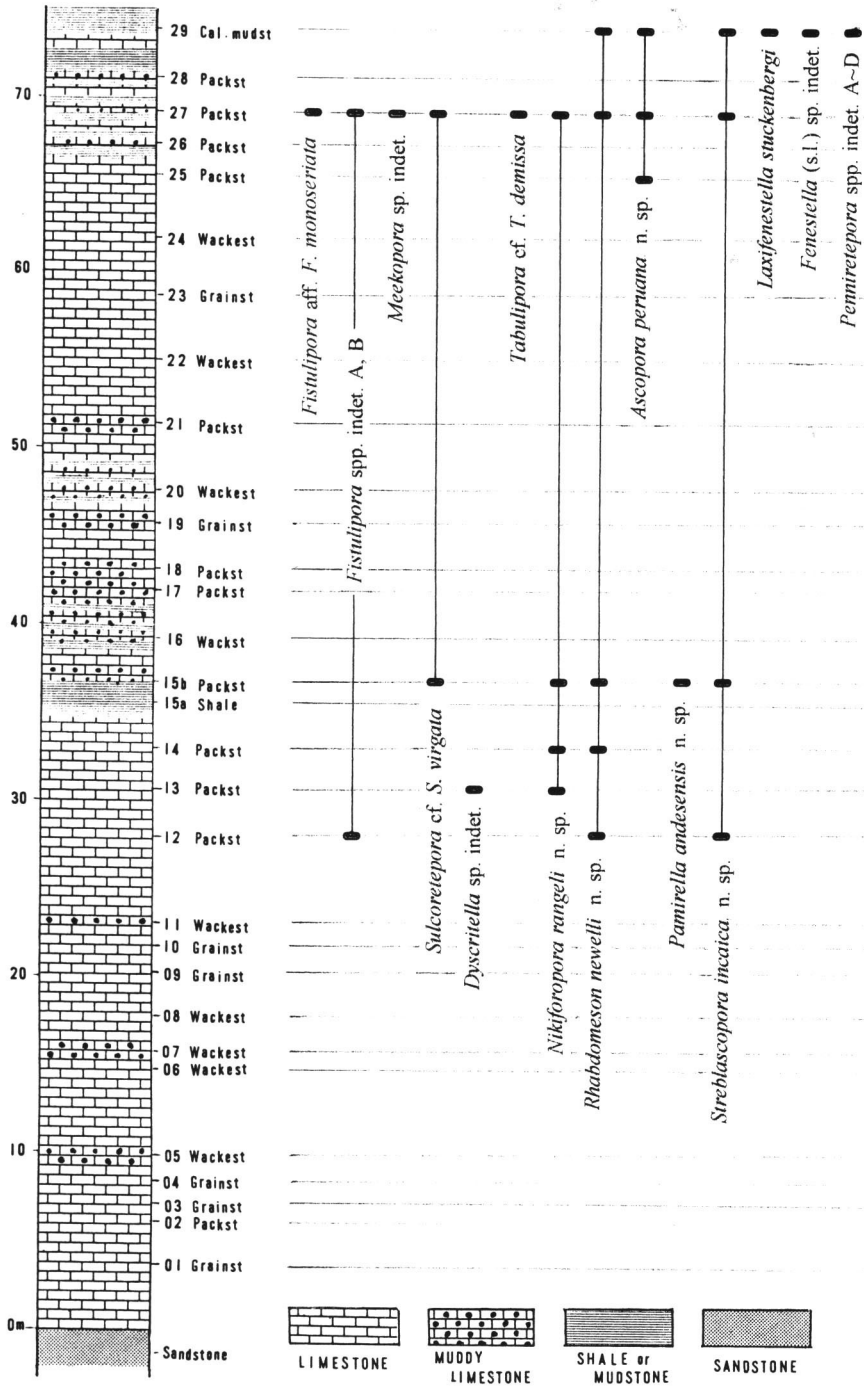 29 Cal. mudst
28 Packst
70
27 Packst
26 Packst
25 Packst
24 Wackest
60
23 Grainst
22 Wackest
21 Packst
50
20 Wackest
19 Grainst
18 Packst
17 Packst
40
16 Wackst
15b Packst
15a Shale
14 Packst
30
13 Packst
12 Packst
11 Wackest
10 Grainst
20
09 Grainst
08 Wackest
07 Wackest
06 Wackest
10
05 Wackest
04 Grainst
03 Grainst
02 Packst
01 Grainst
0m
Sandstone
Fistulipora aff. F. monoseriata
Fistulipora spp. indet. A, B
Meekopora sp. indet.
Sulcoretepora cf. S. virgata
Dyscritella sp. indet.
Tabulipora cf. T. demissa
Nikiforopora rangeli n. sp.
Rhabdomeson newelli n. sp.
Ascopora peruana n. sp.
Pamirella andesensis n. sp.
Streblascopora incaica n. sp.
Laxifenestella stuckenbergi
Fenestella (s.l.) sp. indet.
Penniretepora spp. indet. A~D
LIMESTONE
MUDDY
LIMESTONE
SHALE or
MUDSTONE
SANDSTONE